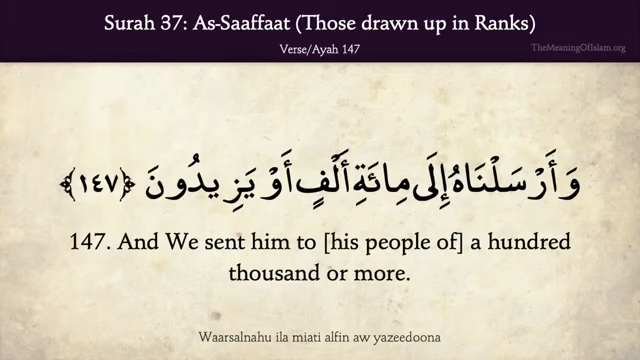 Surah 37: As-Saaffaat (Those drawn up in Ranks)
Verse/Ayah 147
TheMeaningOfIslam.org
وَأَرْسَلْنَاهُ إِلَى مِائَةِ أَلْفٍ أَوْ يَزِيدُونَ ﴿١٤٧﴾
147. And We sent him to [his people of] a hundred
thousand or more.
Waarsalnahu ila miati alfin aw yazeedoona